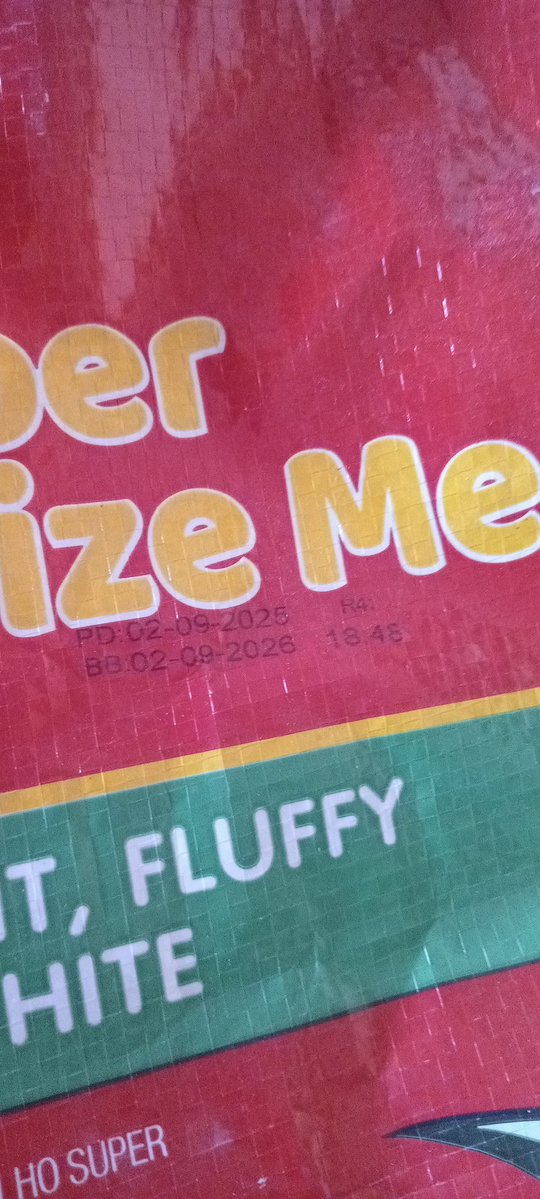 per
ize Me
PD:02-09-2025 R4:
BB:02-09-2026 18:48
IT, FLUFFY
HITE
HO SUPER